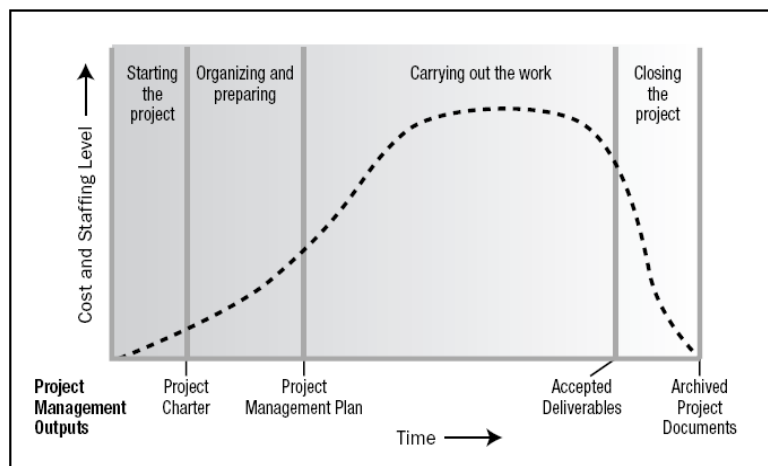 Starting
the
project
Organizing and
preparing
Carrying out the work
Closing
the
project
Cost and Staffing Level
Project
Management
Outputs
Project
Charter
Project
Management Plan
Accepted
Deliverables
Archived
Project
Documents
Time